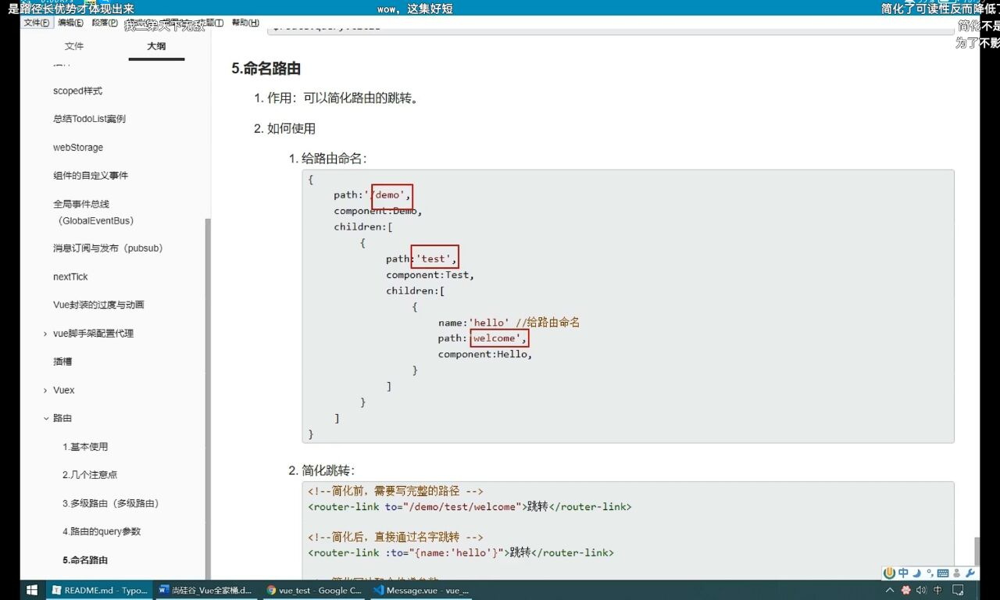 是路径长优势才体现出来
wow，这集好短
简化了可读性反而降低了
简化不是
为了不影
文件(F) 编辑(E) 段落(P)
主题(T) 帮助(H)
文件 大纲
scoped样式
总结TodoList案例
webStorage
组件的自定义事件
全局事件总线
（GlobalEventBus）
消息订阅与发布（pubsub）
nextTick
Vue封装的过度与动画
vue脚手架配置代理
插槽
Vuex
路由
1.基本使用
2.几个注意点
3.多级路由（多级路由）
4.路由的query参数
5.命名路由
5.命名路由
1. 作用：可以简化路由的跳转。
2. 如何使用
1. 给路由命名：
{
path:'/demo',
component:Demo,
children:[
{
path:'test',
component:Test,
children:[
{
name:'hello' //给路由命名
path:'welcome',
component:Hello,
}
]
}
]
}
2. 简化跳转：
<!--简化前，需要写完整的路径 -->
<router-link to="/demo/test/welcome">跳转</router-link>
<!--简化后，直接通过名字跳转 -->
<router-link :to="{name:'hello'}">跳转</router-link>
中
README.md - Typo...
尚硅谷_Vue全家桶.d...
vue_test - Google C...
Message.vue - vue_...
中